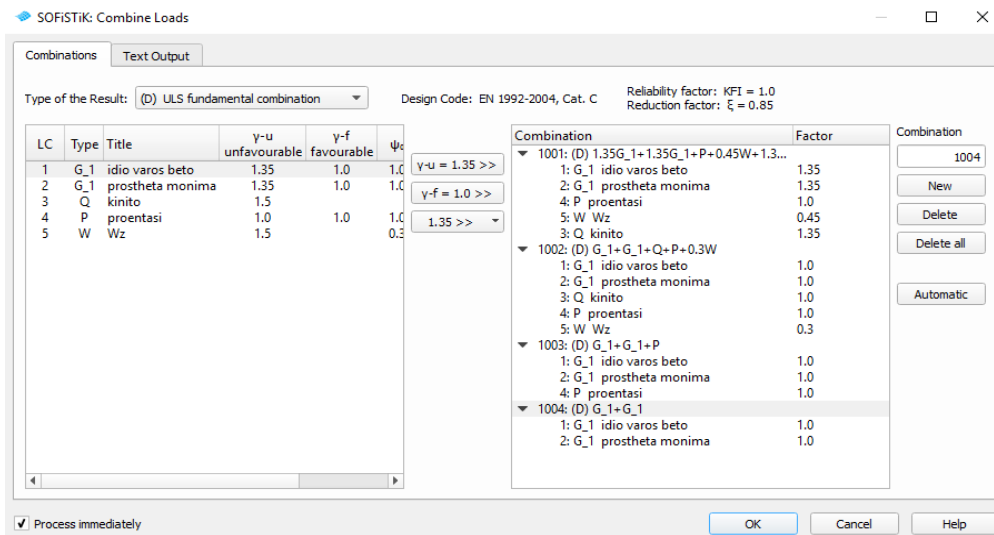 SOFiSTiK: Combine Loads
Combinations Text Output
Type of the Result: (D) ULS fundamental combination Design Code: EN 1992-2004, Cat. C Reliability factor: KFI = 1.0
Reduction factor: ξ = 0.85
LC Type Title γ-u unfavourable γ-f favourable
1 G_1 idio varos beto 1.35 1.0 1.0
2 G_1 prostheta monima 1.35 1.0 1.0
3 Q kinito 1.5
4 P proentasi 1.0 1.0 1.0
5 W Wz 1.5 0.3
γ-u = 1.35 >>
γ-f = 1.0 >>
1.35 >>
Combination Factor
1001: (D) 1.35G_1+1.35G_1+P+0.45W+1.3...
1: G_1 idio varos beto 1.35
2: G_1 prostheta monima 1.35
4: P proentasi 1.0
5: W Wz 0.45
3: Q kinito 1.35
1002: (D) G_1+G_1+Q+P+0.3W
1: G_1 idio varos beto 1.0
2: G_1 prostheta monima 1.0
3: Q kinito 1.0
4: P proentasi 1.0
5: W Wz 0.3
1003: (D) G_1+G_1+P
1: G_1 idio varos beto 1.0
2: G_1 prostheta monima 1.0
4: P proentasi 1.0
1004: (D) G_1+G_1
1: G_1 idio varos beto 1.0
2: G_1 prostheta monima 1.0
Combination
1004
New
Delete
Delete all
Automatic
Process immediately
OK Cancel Help